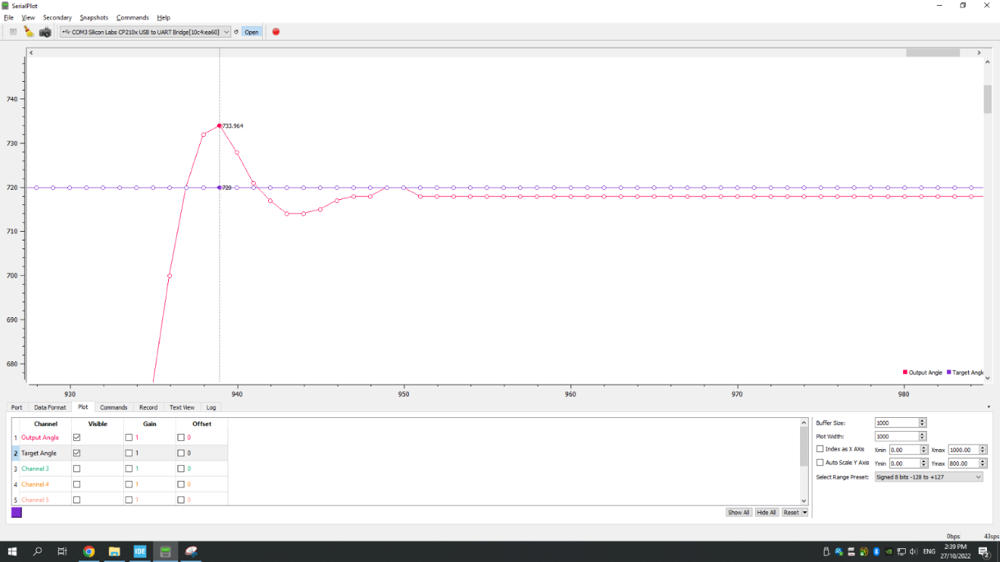 SerialPlot
File View Secondary Snapshots Commands Help
COM3 Silicon Labs CP210x USB to UART Bridge[10c4:ea60] Open
740
730
720
710
700
690
680
733.964
720
Output Angle Target Angle
930 940 950 960 970 980
Port Data Format Plot Commands Record Text View Log
Channel Visible Gain Offset
1 Output Angle 1 0
2 Target Angle 1 0
3 Channel 3 1 0
4 Channel 4 1 0
5 Channel 5 1 0
Buffer Size: 1000
Plot Width: 1000
Index as X AXis Xmin 0.00 Xmax 1000.00
Auto Scale Y Axis Ymin 0.00 Ymax 800.00
Select Range Preset: Signed 8 bits -128 to +127
Show All Hide All Reset
0bps 43sps
IDE
ENG
2:39 PM
27/10/2022
2